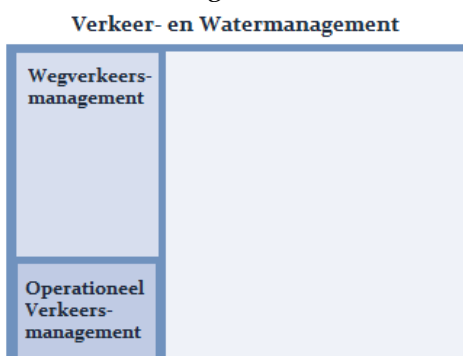 Verkeer- en Watermanagement
Wegverkeers-
management
Operationeel
Verkeers-
management